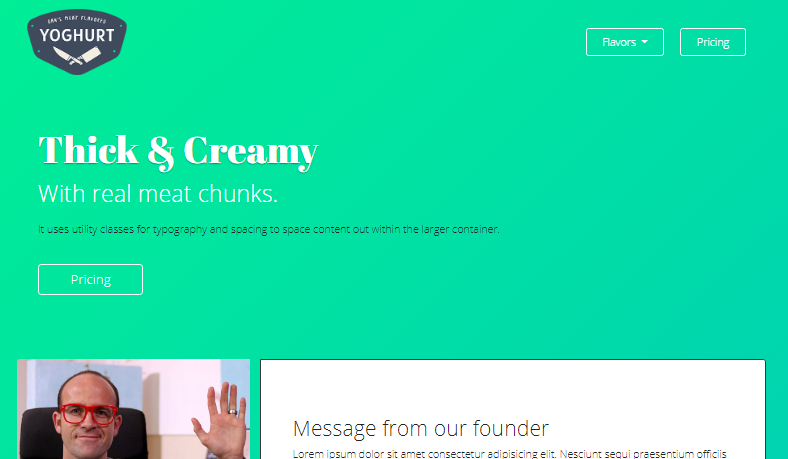 DAN'S MEAT FLAVORED
YOGHURT
Flavors
Pricing
Thick & Creamy
With real meat chunks.
It uses utility classes for typography and spacing to space content out within the larger container.
Pricing
Message from our founder
Lorem ipsum dolor sit amet consectetur adipisicing elit. Nesciunt sequi praesentium officiis